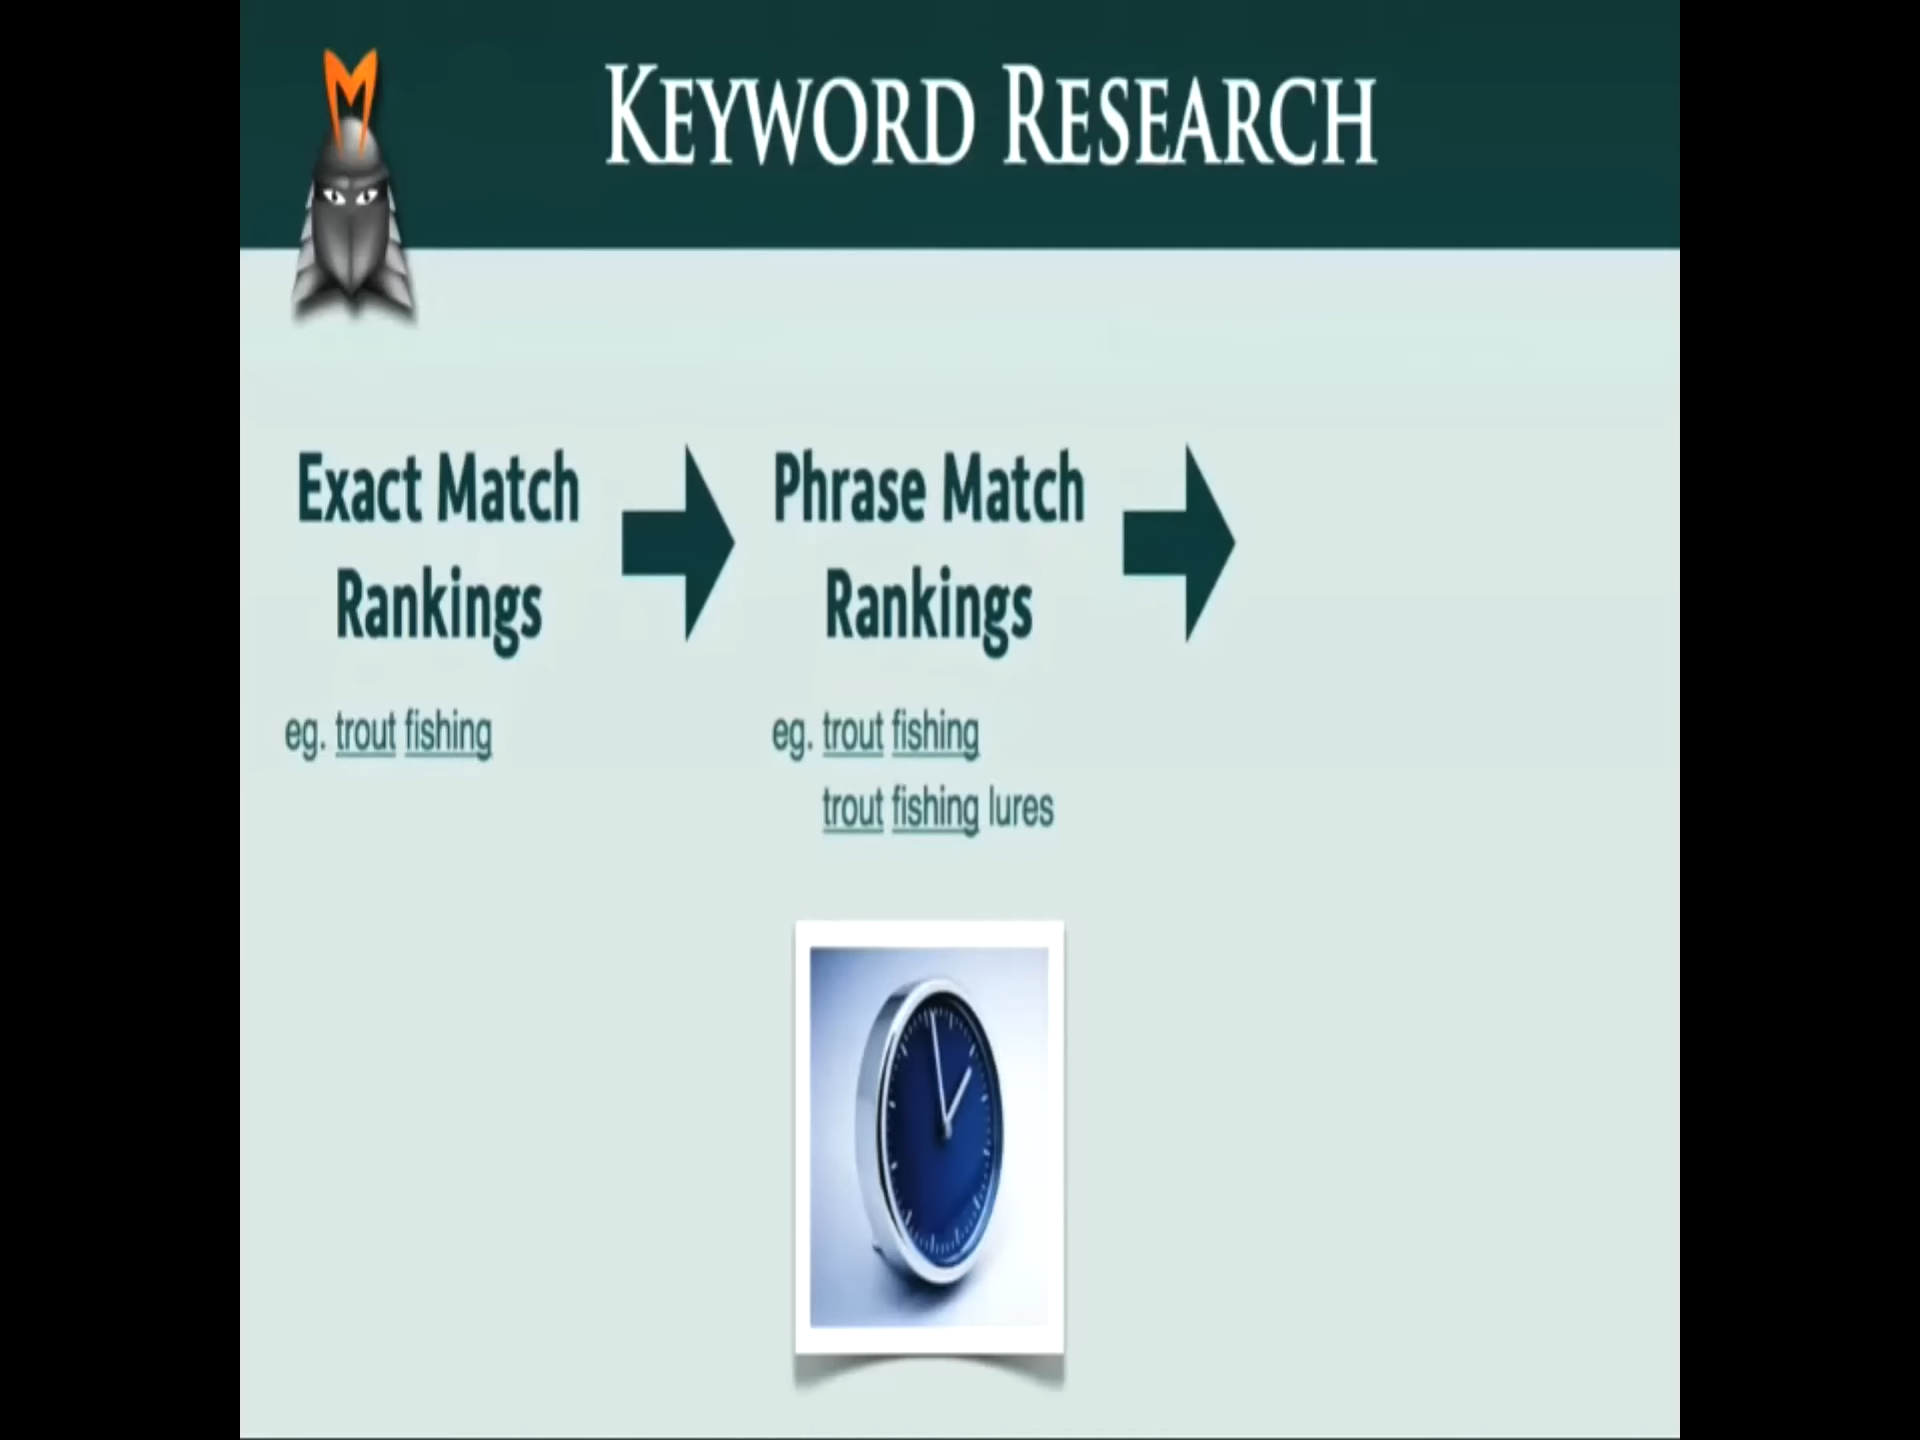 KEYWORD RESEARCH
Exact Match
Rankings
eg. trout fishing
Phrase Match
Rankings
eg. trout fishing
trout fishing lures